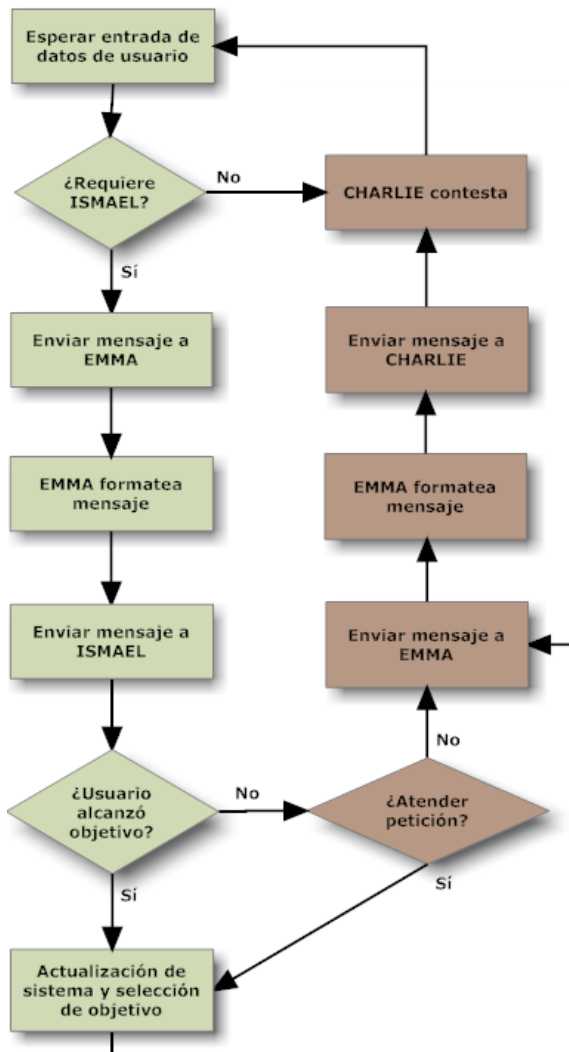 Esperar entrada de
datos de usuario
¿Requiere
ISMAEL?
No
CHARLIE contesta
Sí
Enviar mensaje a
EMMA
Enviar mensaje a
CHARLIE
EMMA formatea
mensaje
EMMA formatea
mensaje
Enviar mensaje a
ISMAEL
Enviar mensaje a
EMMA
No
¿Usuario
alcanzó
objetivo?
No
¿Atender
petición?
Sí
Sí
Actualización de
sistema y selección
de objetivo